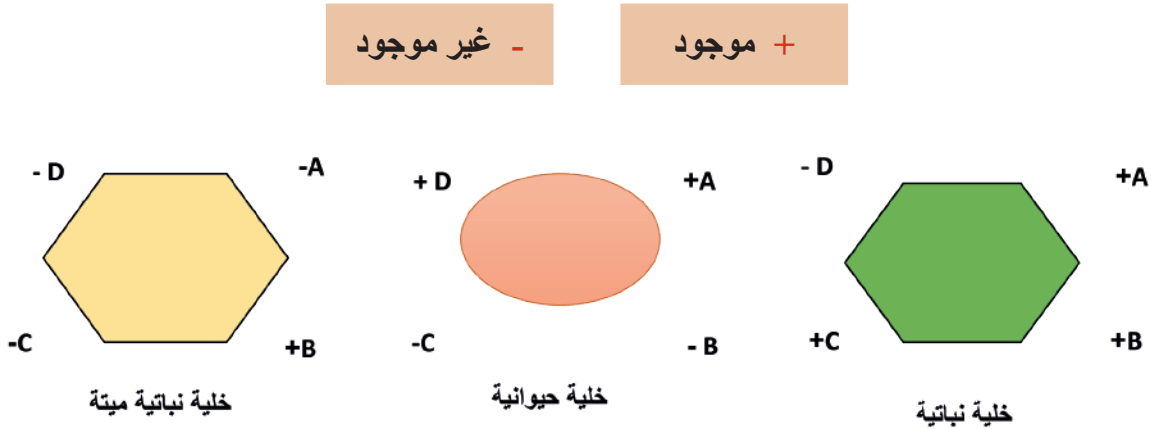 + موجود
- غير موجود
+A
- D
+B
+C
خلية نباتية
+A
+ D
- B
-C
خلية حيوانية
-A
- D
+B
-C
خلية نباتية ميتة